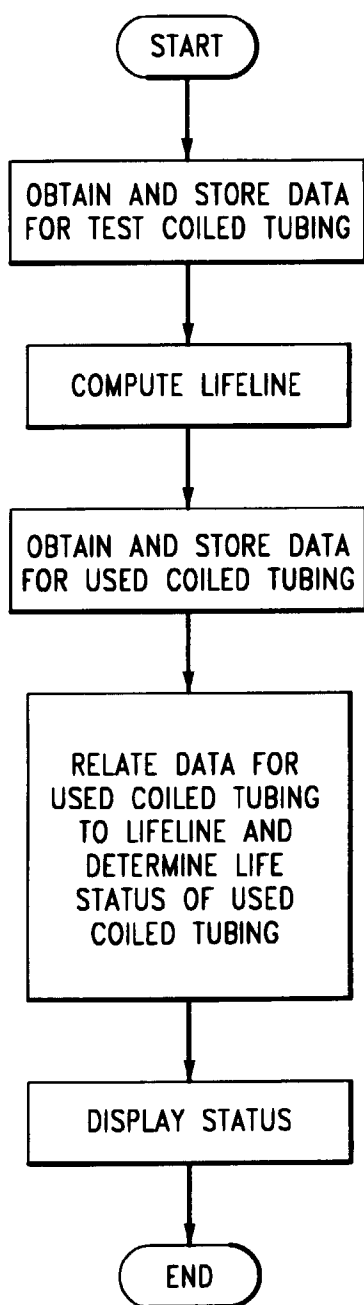 START
OBTAIN AND STORE DATA
FOR TEST COILED TUBING
COMPUTE LIFELINE
OBTAIN AND STORE DATA
FOR USED COILED TUBING
RELATE DATA FOR
USED COILED TUBING
TO LIFELINE AND
DETERMINE LIFE
STATUS OF USED
COILED TUBING
DISPLAY STATUS
END